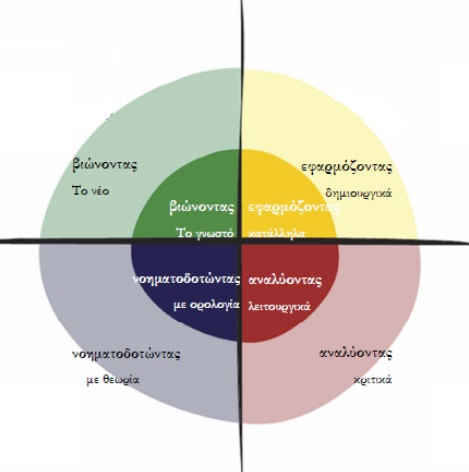 βιώνοντας
Το νέο
εφαρμόζοντας
δημιουργικά
βιώνοντας
Το γνωστό
εφαρμόζοντας
κατάλληλα
νοηματοδοτώντας
με ορολογία
αναλύοντας
λειτουργικά
νοηματοδοτώντας
με θεωρία
αναλύοντας
κριτικά